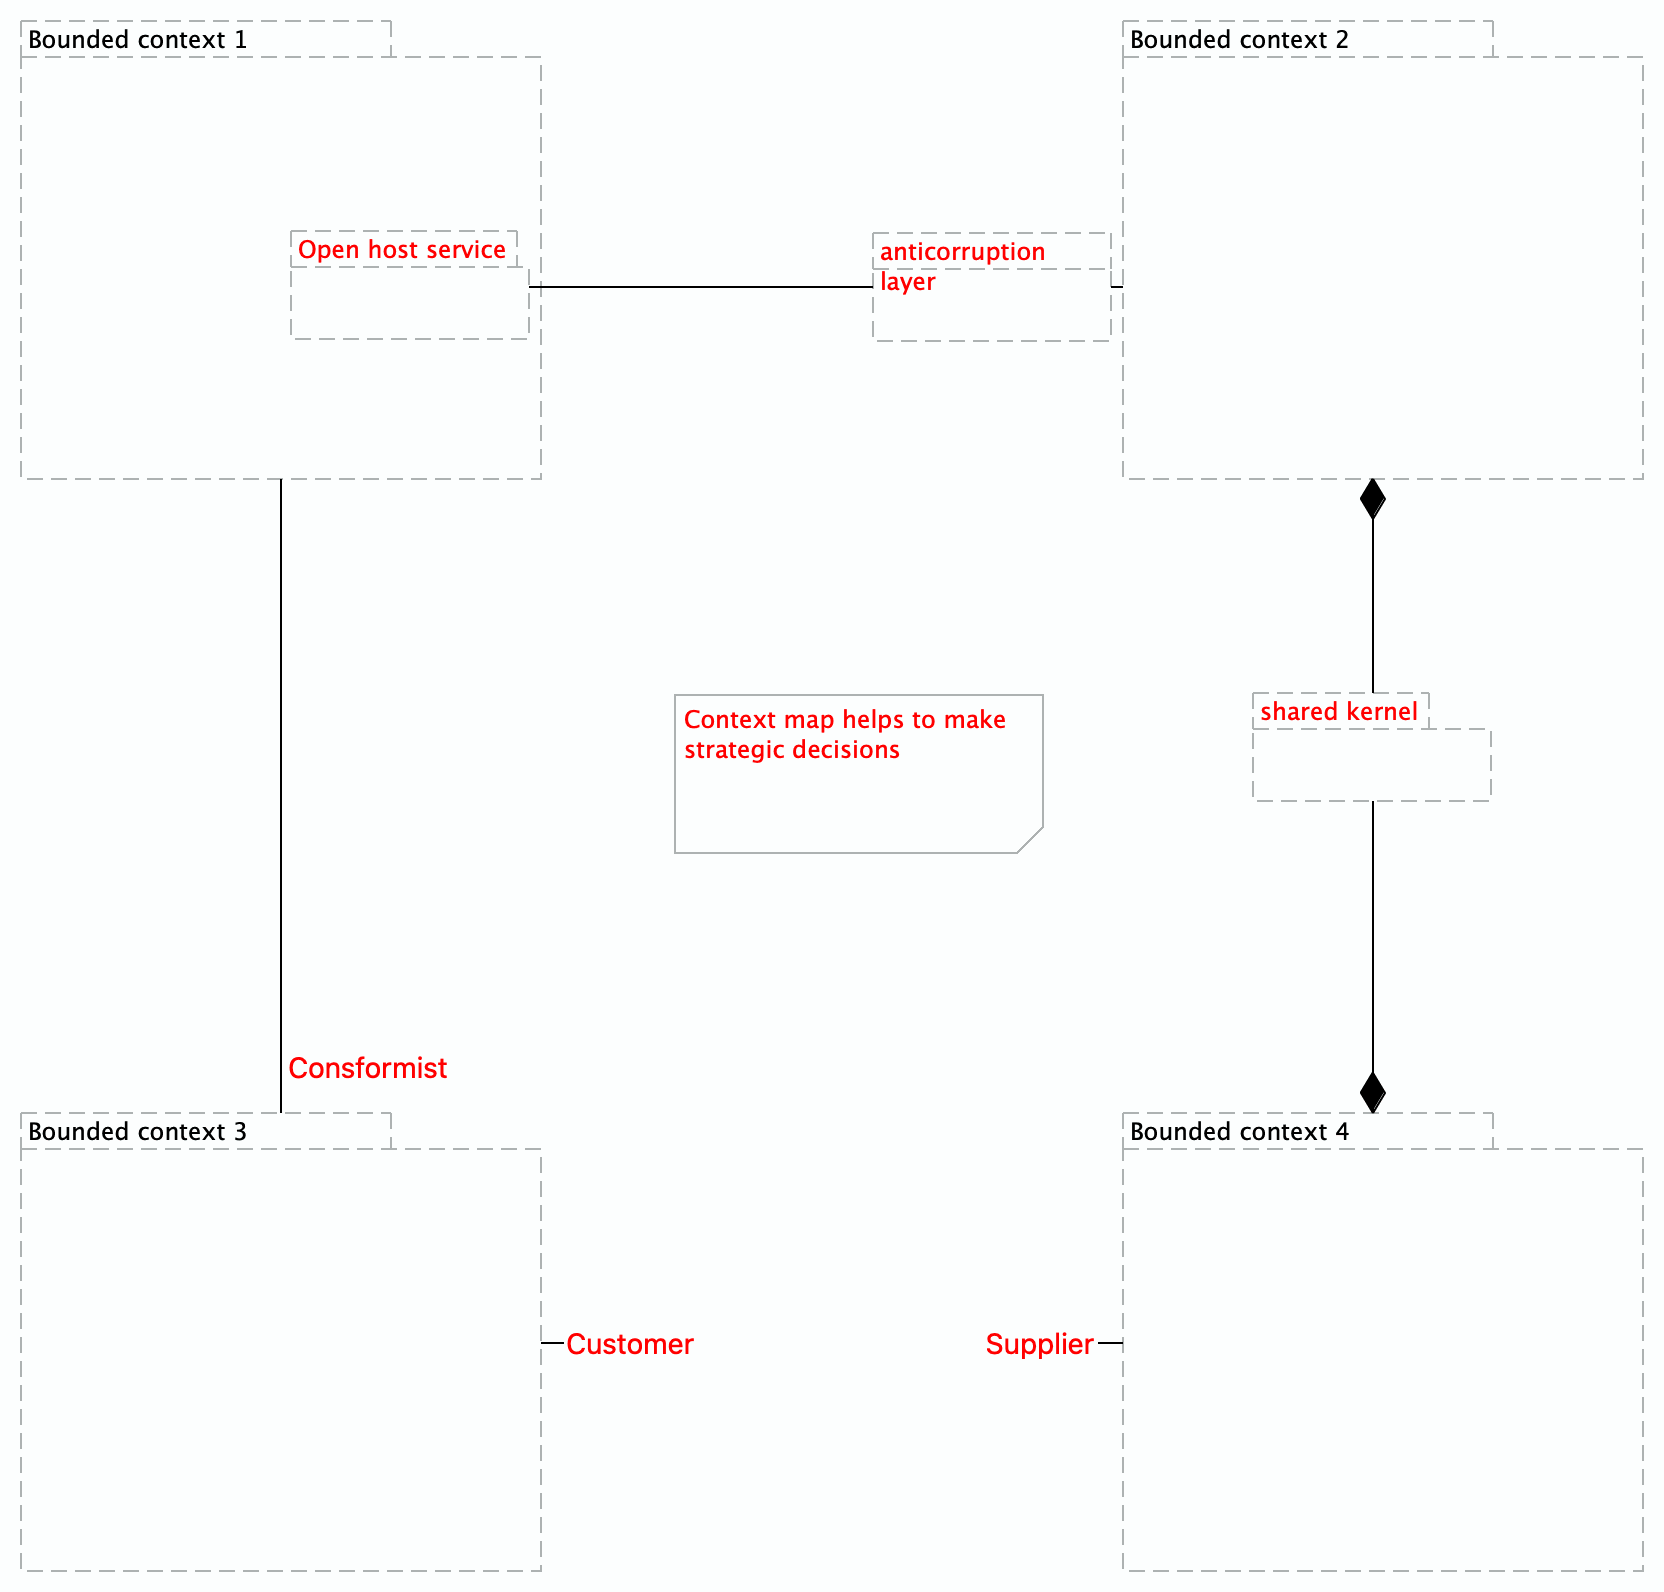 Bounded context 1
Bounded context 2
Open host service
anticorruption
layer
Context map helps to make
strategic decisions
shared kernel
Consformist
Bounded context 3
Bounded context 4
Customer
Supplier